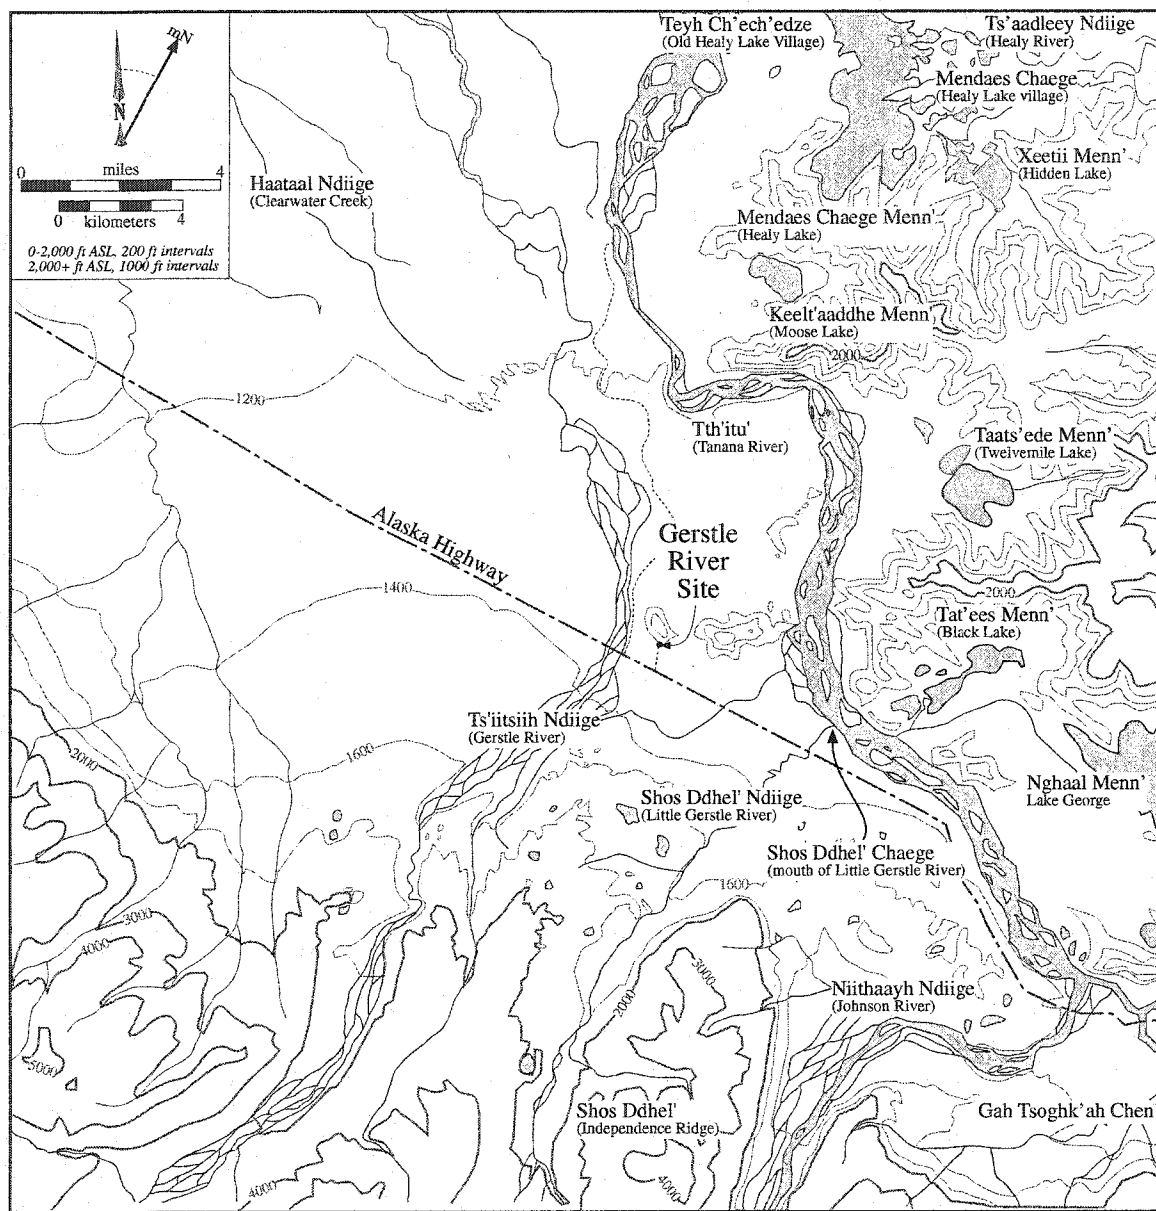 mN
N
0 miles 4
0 kilometers 4
0-2,000 ft ASL, 200 ft intervals
2,000+ ft ASL, 1000 ft intervals
Teyh Ch'ech'edze
(Old Healy Lake Village)
Ts'aadleey Ndiige
(Healy River)
Mendaes Chaege
(Healy Lake village)
Xeetii Menn'
(Hidden Lake)
Haataal Ndiige
(Clearwater Creek)
Mendaes Chaege Menn'
(Healy Lake)
Keelt'aaddhe Menn'
(Moose Lake)
2000
1200
Tth'itu'
(Tanana River)
Taats'ede Menn'
(Twelvemile Lake)
Alaska Highway
Gerstle
River
Site
1400
2000
Tat'ees Menn'
(Black Lake)
Ts'iitsiih Ndiige
(Gerstle River)
1600
2000
Nghaal Menn'
Lake George
Shos Ddhel' Ndiige
(Little Gerstle River)
Shos Ddhel' Chaege
(mouth of Little Gerstle River)
1600
3000
4000
3000
2000
Niithaayh Ndiige
(Johnson River)
5000
Shos Ddhel'
(Independence Ridge)
Gah Tsoghk'ah Chen'
4000
4000